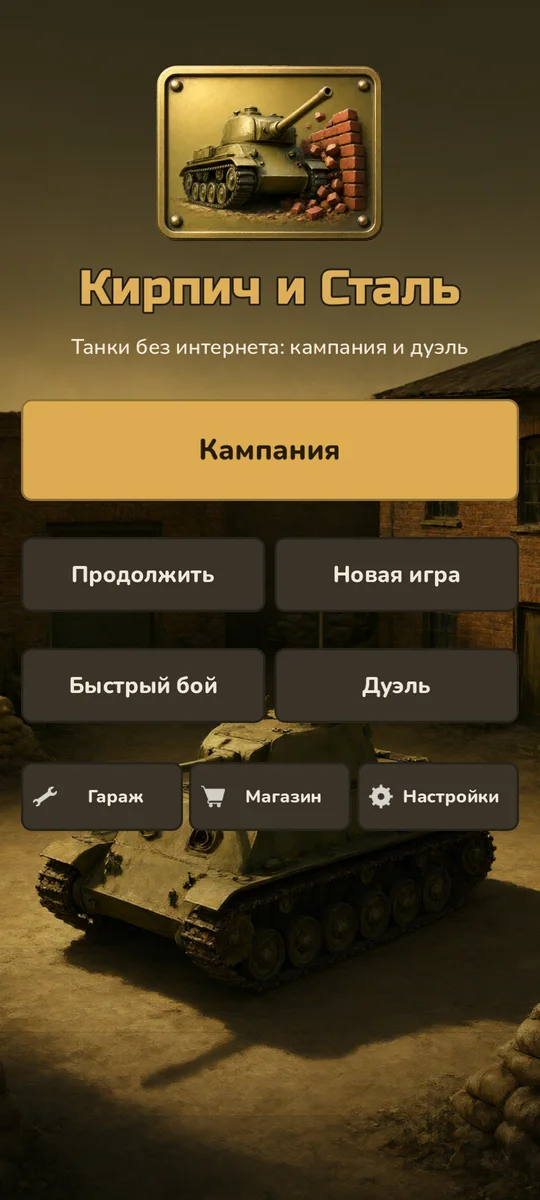 Кирпич и Сталь
Танки без интернета: кампания и дуэль
Кампания
Продолжить
Новая игра
Быстрый бой
Дуэль
Гараж
Магазин
Настройки